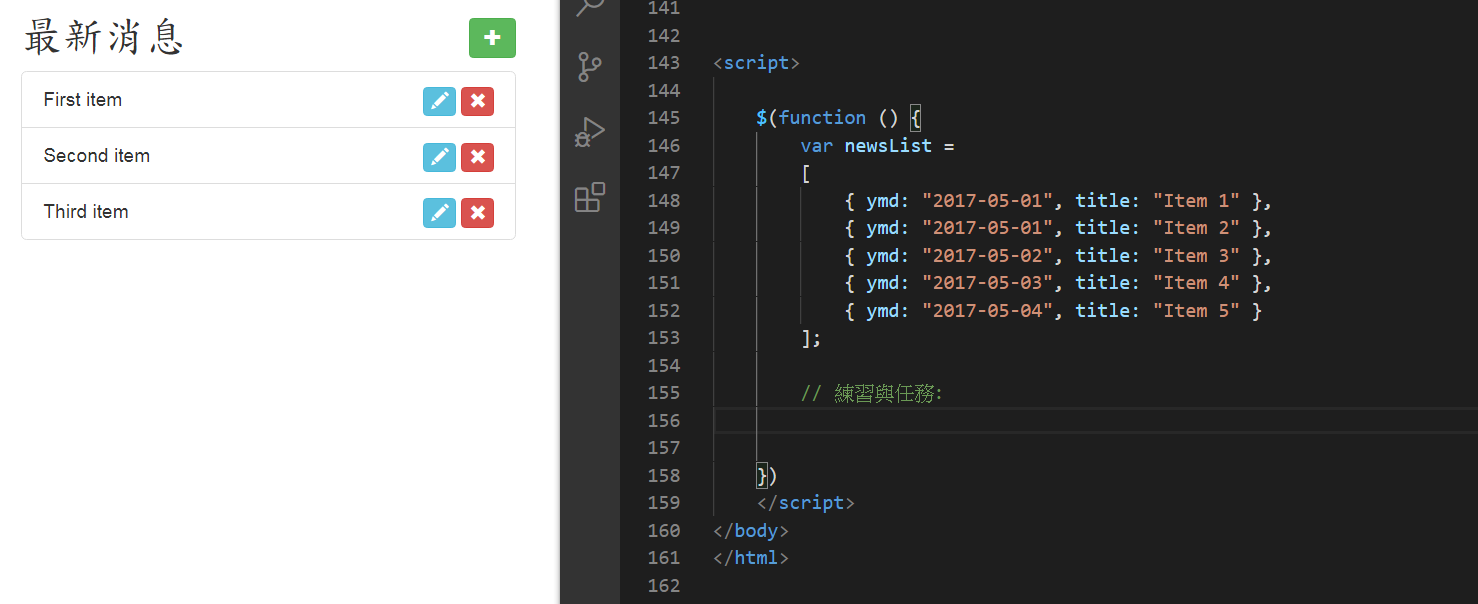 最新消息
First item
Second item
Third item
141
142
143 <script>
144
145 $(function () {
146 var newsList =
147 [
148 { ymd: "2017-05-01", title: "Item 1" },
149 { ymd: "2017-05-01", title: "Item 2" },
150 { ymd: "2017-05-02", title: "Item 3" },
151 { ymd: "2017-05-03", title: "Item 4" },
152 { ymd: "2017-05-04", title: "Item 5" }
153 ];
154
155 // 練習與任務:
156
157
158 })
159 </script>
160 </body>
161 </html>
162